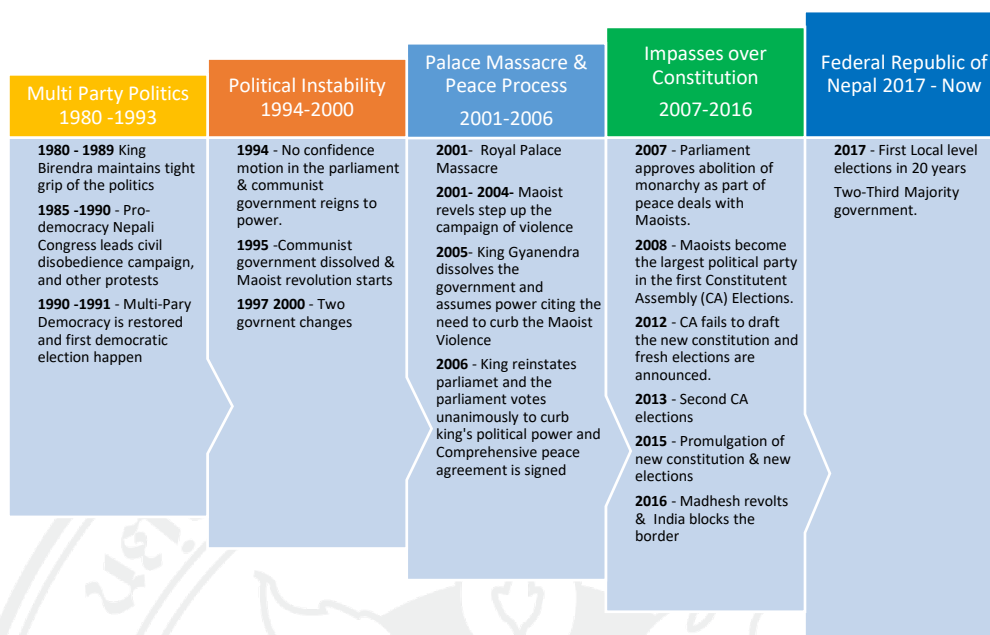 Multi Party Politics
1980 -1993
1980 - 1989 King
Birendra maintains tight
grip of the politics
1985 -1990 - Pro-
democracy Nepali
Congress leads civil
disobedience campaign,
and other protests
1990 -1991 - Multi-Pary
Democracy is restored
and first democratic
election happen
Political Instability
1994-2000
1994 - No confidence
motion in the parliament
& communist
government reigns to
power.
1995 -Communist
government dissolved &
Maoist revolution starts
1997 2000 - Two
govrnent changes
Palace Massacre &
Peace Process
2001-2006
2001- Royal Palace
Massacre
2001- 2004- Maoist
revels step up the
campaign of violence
2005- King Gyanendra
dissolves the
government and
assumes power citing the
need to curb the Maoist
Violence
2006 - King reinstates
parliamet and the
parliament votes
unanimously to curb
king's political power and
Comprehensive peace
agreement is signed
Impasses over
Constitution
2007-2016
2007 - Parliament
approves abolition of
monarchy as part of
peace deals with
Maoists.
2008 - Maoists become
the largest political party
in the first Constitutent
Assembly (CA) Elections.
2012 - CA fails to draft
the new constitution and
fresh elections are
announced.
2013 - Second CA
elections
2015 - Promulgation of
new constitution & new
elections
2016 - Madhesh revolts
& India blocks the
border
Federal Republic of
Nepal 2017 - Now
2017 - First Local level
elections in 20 years
Two-Third Majority
government.